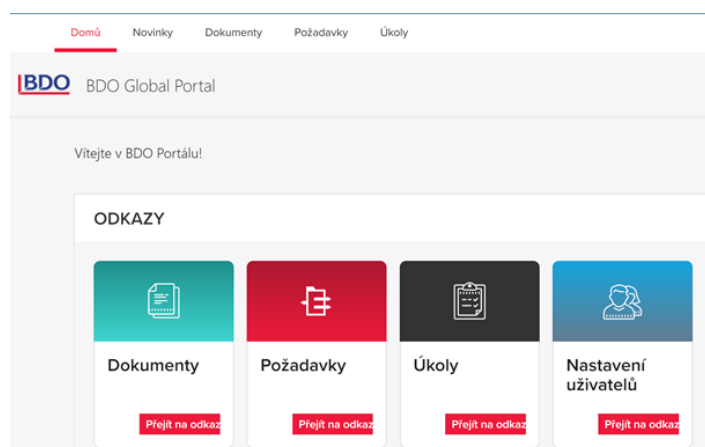 Domů Novinky Dokumenty Požadavky Úkoly
BDO BDO Global Portal
Vítejte v BDO Portálu!
ODKAZY
Dokumenty Požadavky Úkoly Nastavení
uživatelů
Přejít na odkaz Přejít na odkaz Přejít na odkaz Přejít na odkaz